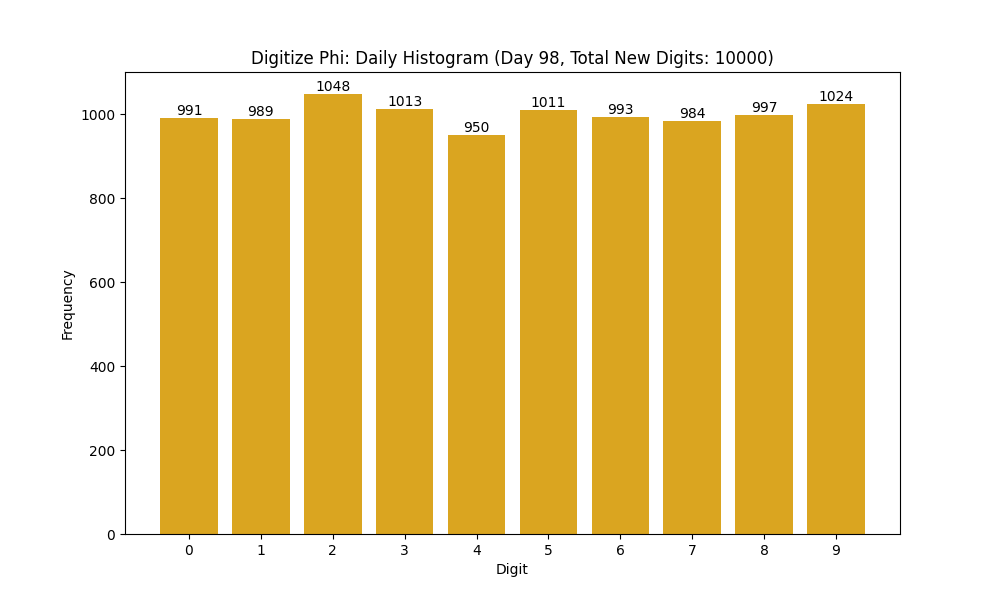 Digitize Phi: Daily Histogram (Day 98, Total New Digits: 10000)
991 989 1048 1013 950 1011 993 984 997 1024
1000
800
600
400
200
0
Frequency
0 1 2 3 4 5 6 7 8 9
Digit